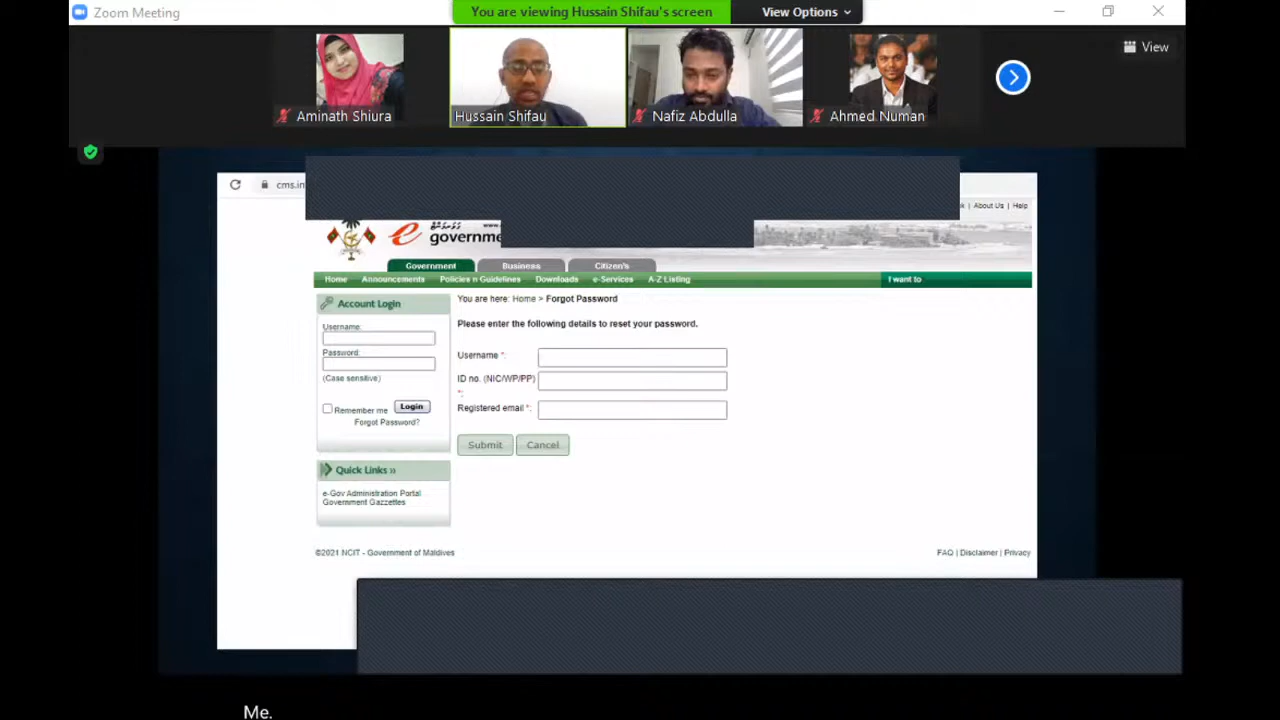 Zoom Meeting
You are viewing Hussain Shifau's screen
View Options
View
Aminath Shiura
Hussain Shifau
Nafiz Abdulla
Ahmed Numan
cms.in
| About Us | Help
e governme
Government
Business
Citizen's
Home
Announcements
Policies n Guidelines
Downloads
e-Services
A-Z Listing
I want to
Account Login
Username:
Password:
(Case sensitive)
Remember me
Login
Forgot Password?
Quick Links »
e-Gov Administration Portal
Government Gazzettes
You are here: Home > Forgot Password
Please enter the following details to reset your password.
Username *:
ID no. (NIC/WP/PP)
*:
Registered email *:
Submit
Cancel
©2021 NCIT - Government of Maldives
FAQ | Disclaimer | Privacy
Me.